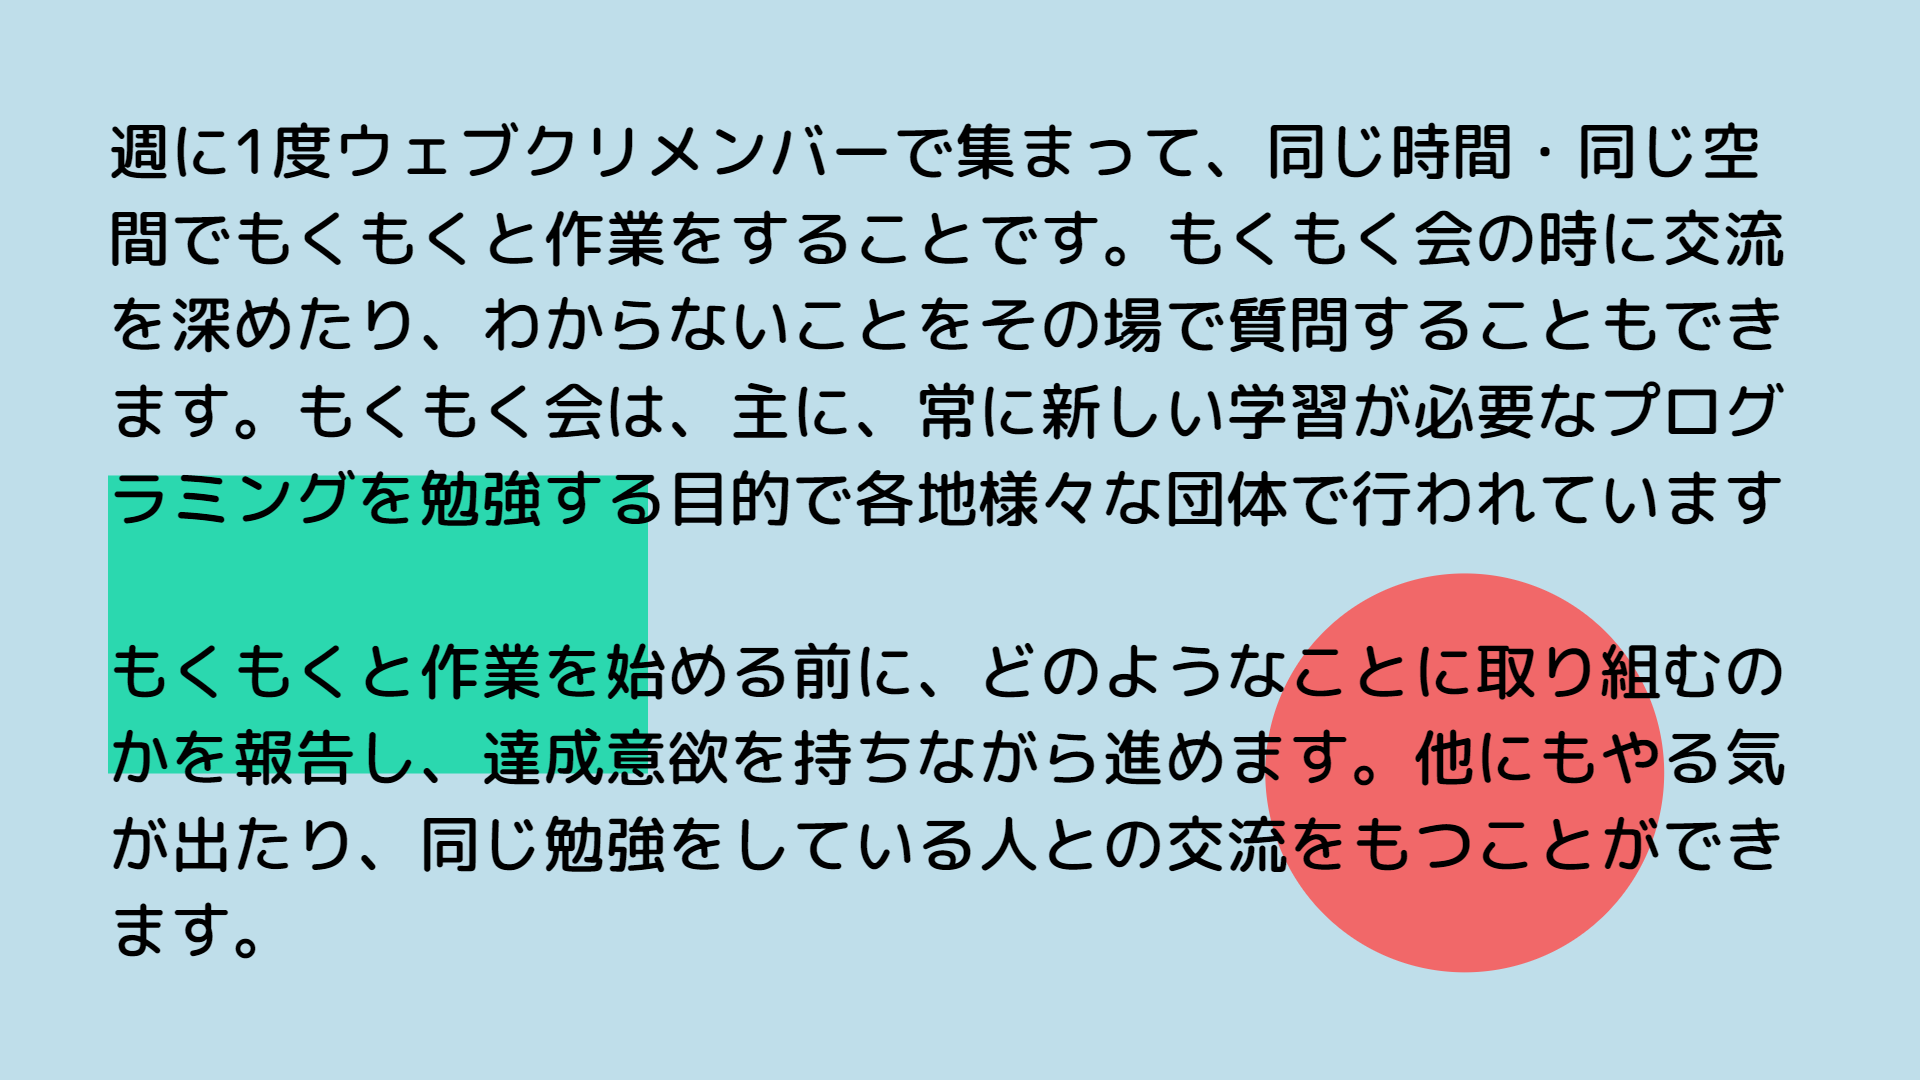 週に1度ウェブクリメンバーで集まって、同じ時間・同じ空
間でもくもくと作業をすることです。もくもく会の時に交流
を深めたり、わからないことをその場で質問することもでき
ます。もくもく会は、主に、常に新しい学習が必要なプログ
ラミングを勉強する目的で各地様々な団体で行われています
もくもくと作業を始める前に、どのようなことに取り組むの
かを報告し、達成意欲を持ちながら進めます。他にもやる気
が出たり、同じ勉強をしている人との交流をもつことができ
ます。